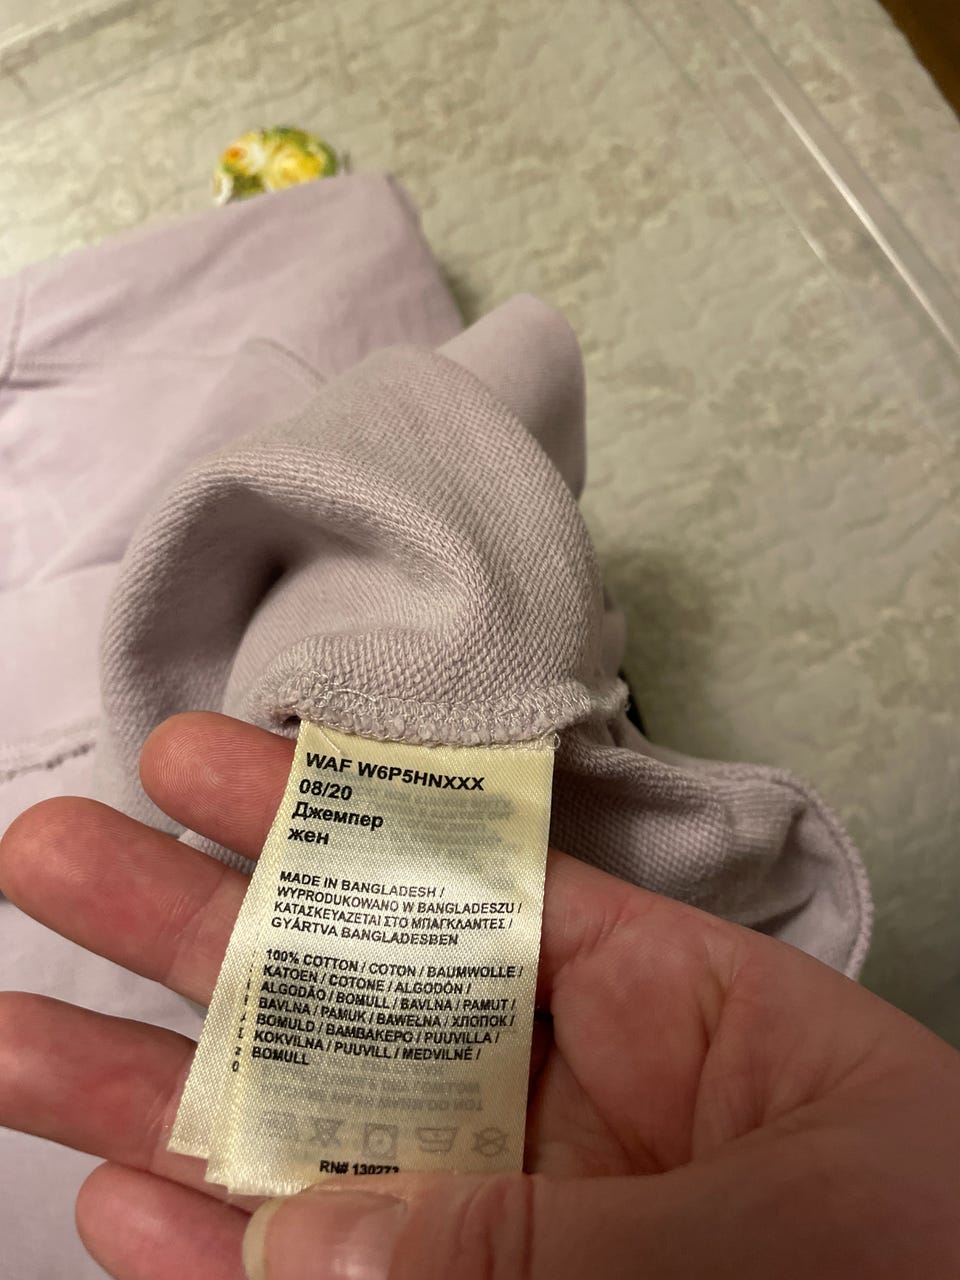 WAF W6P5HNXXX
08/20
Джемпер
жен
MADE IN BANGLADESH /
WYPRODUKOWANO W BANGLADESZU /
ΚΑΤΑΣΚΕΥΑΖΕΤΑΙ ΣΤΟ ΜΠΑΓΚΛΑΝΤΕΣ /
GYÁRTVA BANGLADESBEN
100% COTTON / COTON / BAUMWOLLE /
KATOEN / COTONE / ALGODÓN /
ALGODÃO / BOMULL / BAVLNA / PAMUT /
BAVLNA / PAMUK / BAWEŁNA / ХЛОПОК /
BOMULD / ΒΑΜΒΑΚΕΡΟ / PUUVILLA /
KOKVILNA / PUUVILL / MEDVILNĖ /
BOMULL
RN# 130273